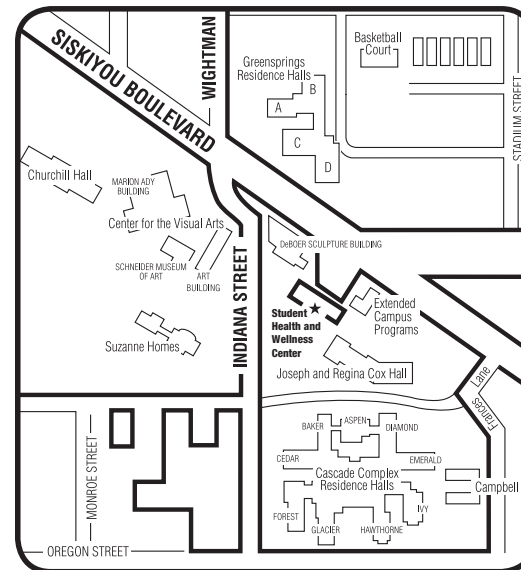 SISKIYOU BOULEVARD
WIGHTMAN
Greensprings
Residence Halls
A
B
C
D
Basketball
Court
STADIUM STREET
Churchill Hall
MARION ADY
BUILDING
Center for the Visual Arts
SCHNEIDER MUSEUM
OF ART
ART
BUILDING
INDIANA STREET
DeBOER SCULPTURE BUILDING
Student
Health and
Wellness
Center
Extended
Campus
Programs
Suzanne Homes
Joseph and Regina Cox Hall
Frances Lane
BAKER
ASPEN
DIAMOND
CEDAR
EMERALD
Cascade Complex
Residence Halls
Campbell
FOREST
IVY
GLACIER
HAWTHORNE
MONROE STREET
OREGON STREET